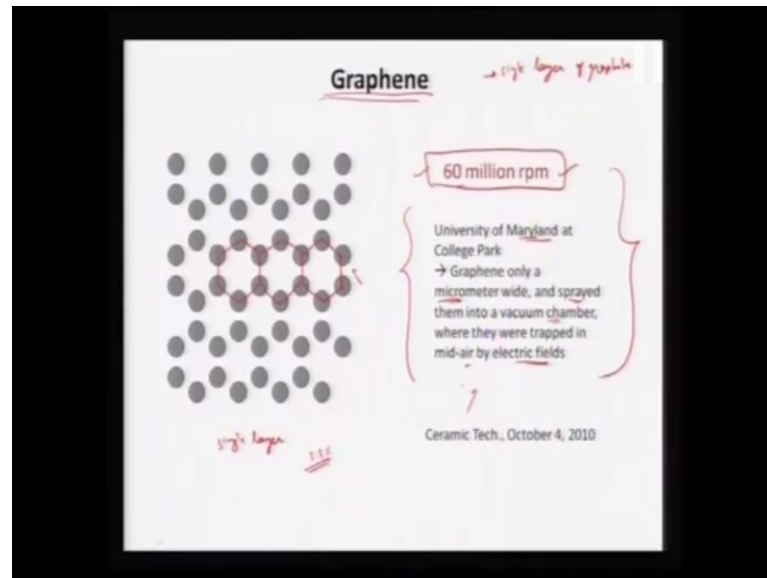 Graphene
→ single layer of graphite
60 million rpm
University of Maryland at
College Park
→ Graphene only a
micrometer wide, and sprayed
them into a vacuum chamber,
where they were trapped in
mid-air by electric fields
single layer
Ceramic Tech., October 4, 2010